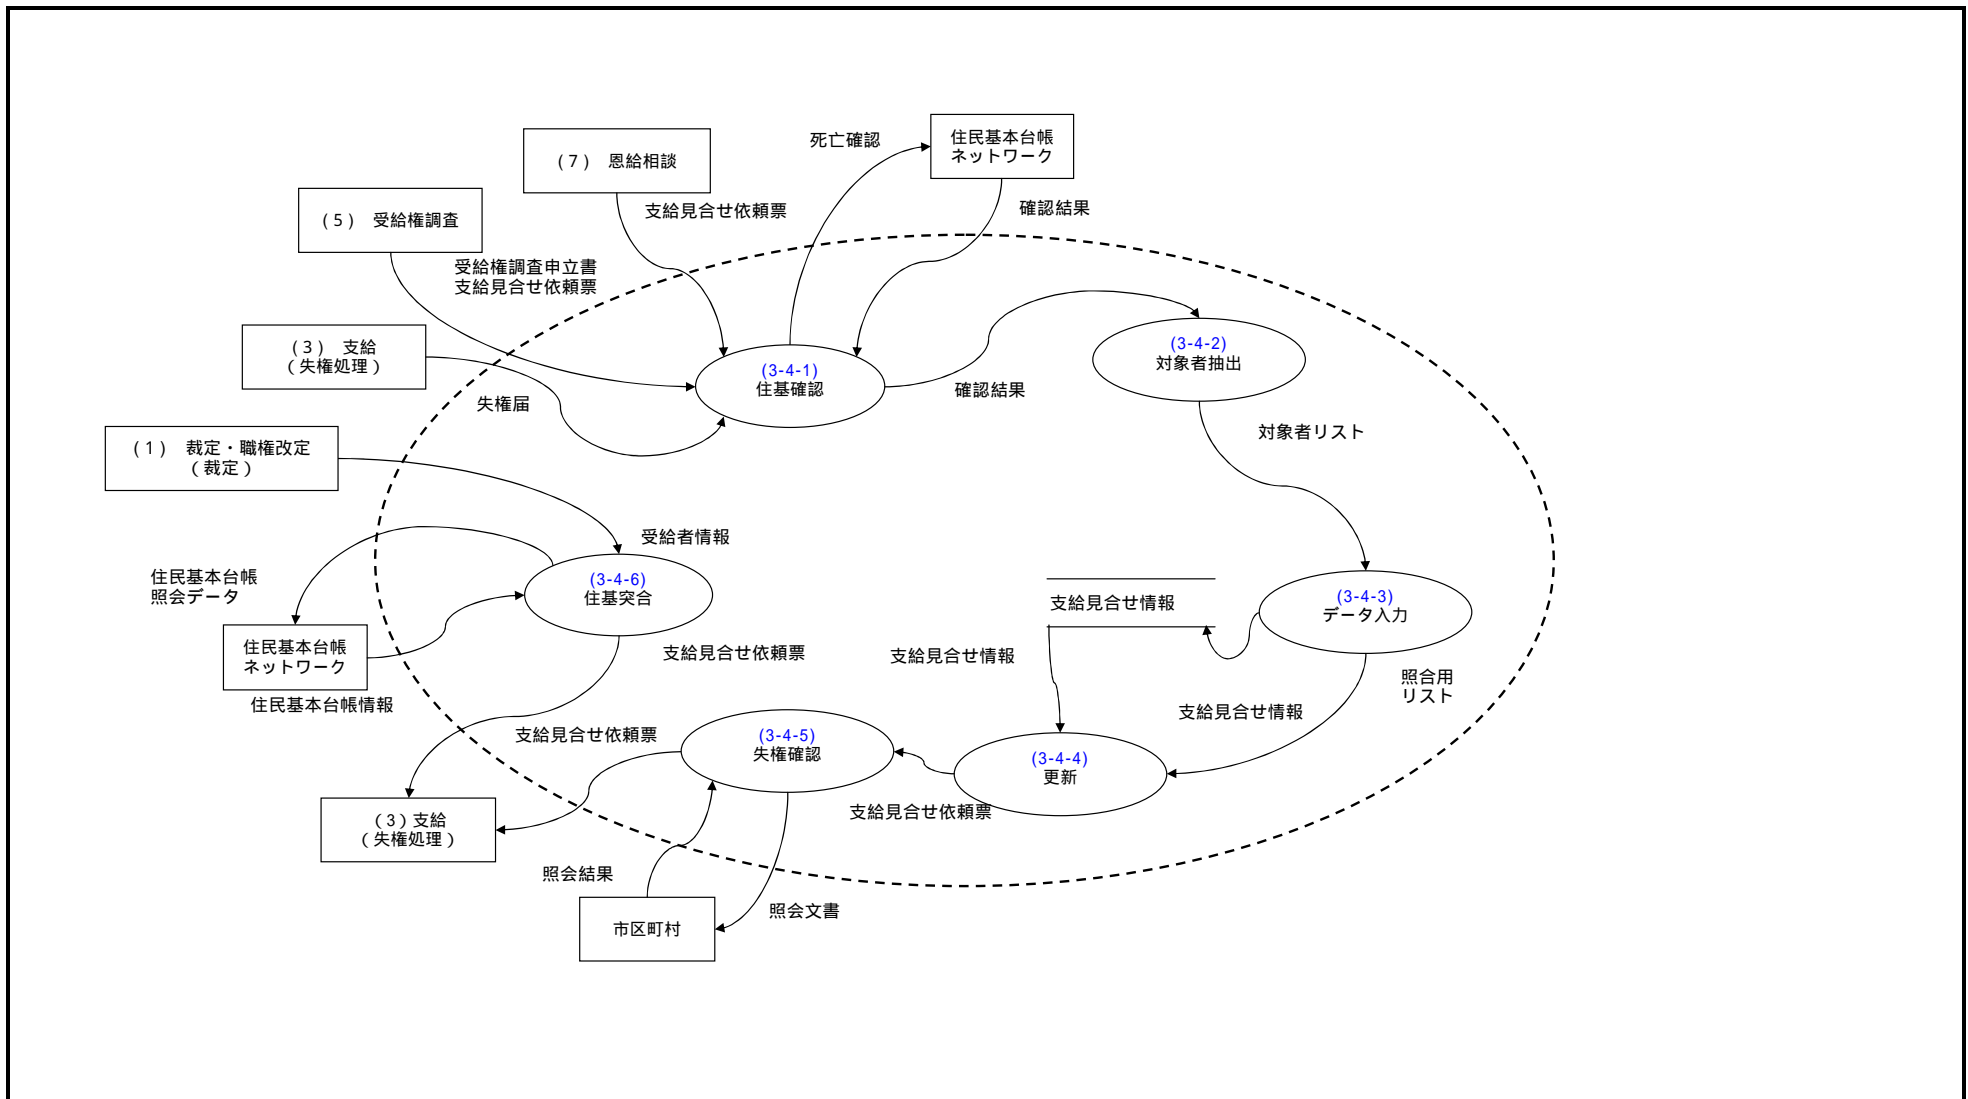 死亡確認
住民基本台帳
ネットワーク
(7) 恩給相談
支給見合せ依頼票
確認結果
(5) 受給権調査
受給権調査申立書
支給見合せ依頼票
(3) 支給
(失権処理)
失権届
(3-4-1)
住基確認
確認結果
(3-4-2)
対象者抽出
対象者リスト
(1) 裁定・職権改定
(裁定)
受給者情報
住民基本台帳
照会データ
(3-4-6)
住基突合
支給見合せ情報
(3-4-3)
データ入力
住民基本台帳
ネットワーク
住民基本台帳情報
支給見合せ依頼票
支給見合せ情報
照合用
リスト
支給見合せ情報
支給見合せ依頼票
(3-4-5)
失権確認
(3-4-4)
更新
支給見合せ依頼票
(3)支給
(失権処理)
照会結果
照会文書
市区町村